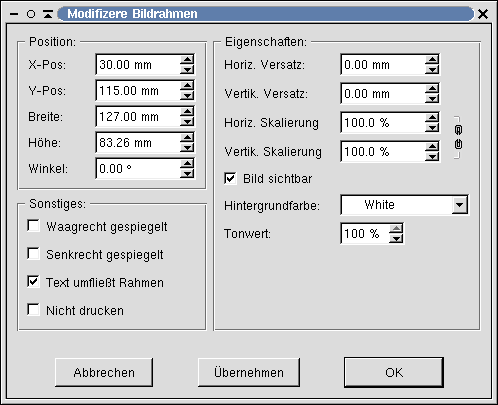 Modifizere Bildrahmen
Position:
X-Pos: 30.00 mm
Y-Pos: 115.00 mm
Breite: 127.00 mm
Höhe: 83.26 mm
Winkel: 0.00 °
Sonstiges:
Waagrecht gespiegelt
Senkrecht gespiegelt
Text umfließt Rahmen
Nicht drucken
Eigenschaften:
Horiz. Versatz: 0.00 mm
Vertik. Versatz: 0.00 mm
Horiz. Skalierung 100.0 %
Vertik. Skalierung 100.0 %
Bild sichtbar
Hintergrundfarbe: White
Tonwert: 100 %
Abbrechen Übernehmen OK